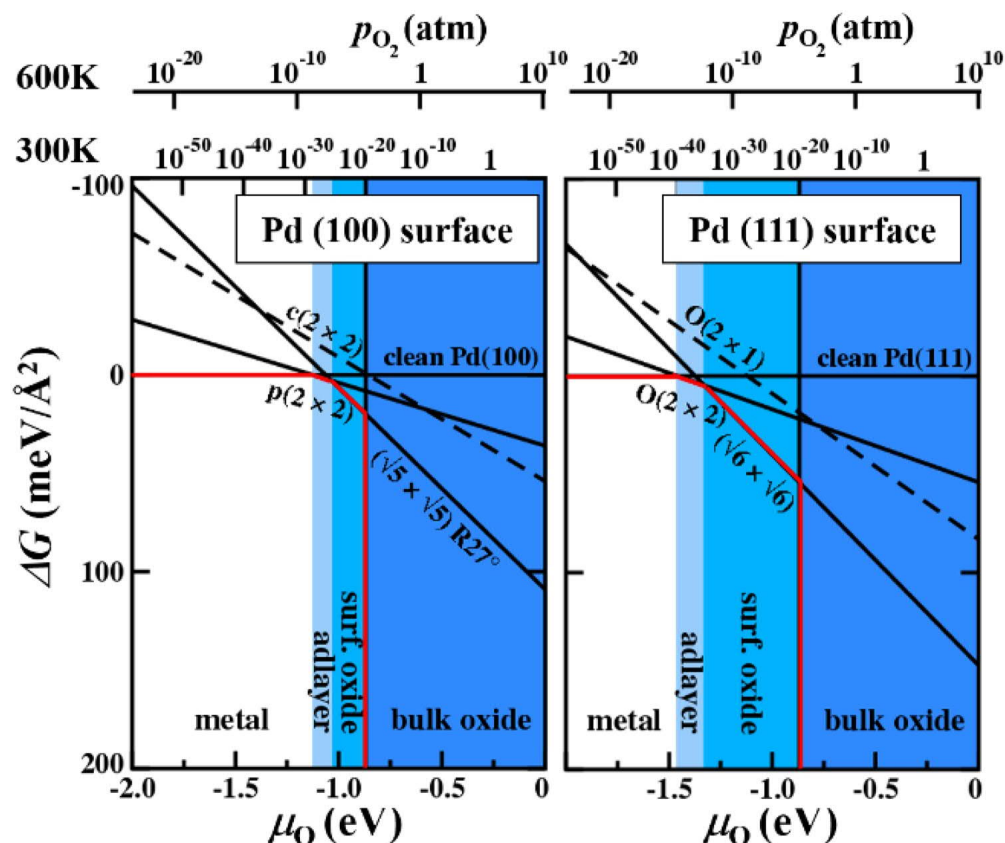 p_O₂ (atm) p_O₂ (atm)
600K 10⁻²⁰ 10⁻¹⁰ 1 10¹⁰ 10⁻²⁰ 10⁻¹⁰ 1 10¹⁰
300K 10⁻⁵⁰ 10⁻⁴⁰ 10⁻³⁰ 10⁻²⁰ 10⁻¹⁰ 1 10⁻⁵⁰ 10⁻⁴⁰ 10⁻³⁰ 10⁻²⁰ 10⁻¹⁰ 1
-100
Pd (100) surface
Pd (111) surface
c(2 × 2)
O(2 × 1)
clean Pd(100)
clean Pd(111)
0
p(2 × 2)
O(2 × 2)
(√5 × √5) R27°
(√6 × √6)
ΔG (meV/Å²)
100
metal
adlayer
surf. oxide
bulk oxide
metal
adlayer
surf. oxide
bulk oxide
200
-2.0 -1.5 -1.0 -0.5 0 -1.5 -1.0 -0.5 0
μ_O (eV) μ_O (eV)